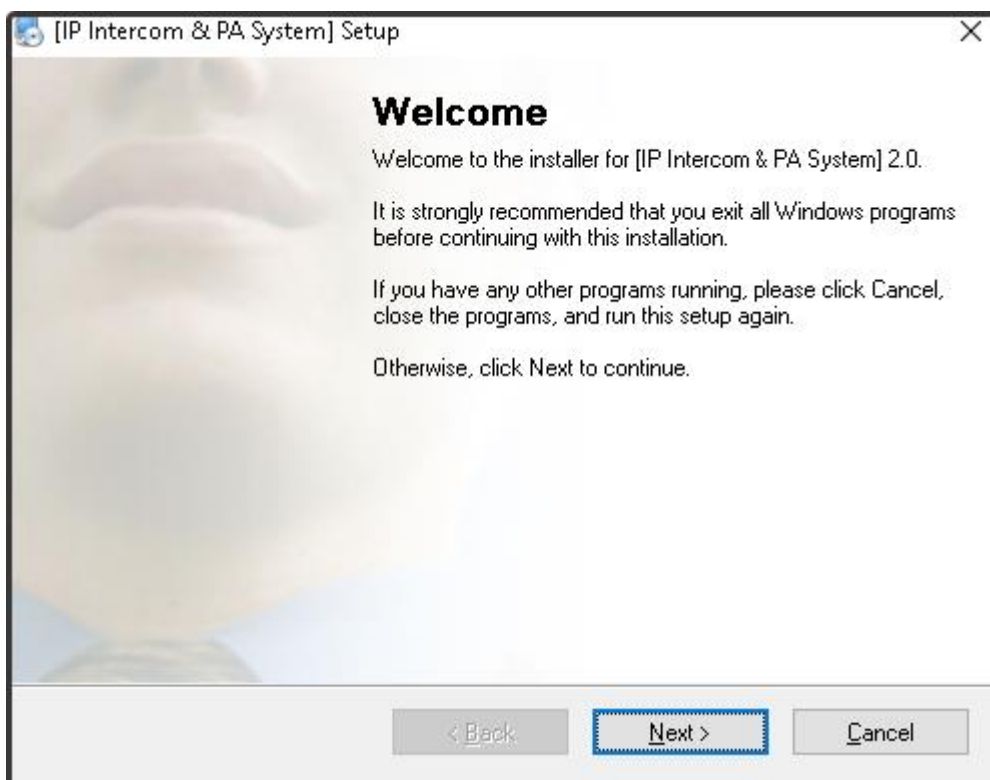 [IP Intercom & PA System] Setup
Welcome
Welcome to the installer for [IP Intercom & PA System] 2.0.
It is strongly recommended that you exit all Windows programs
before continuing with this installation.
If you have any other programs running, please click Cancel,
close the programs, and run this setup again.
Otherwise, click Next to continue.
< Back
Next >
Cancel